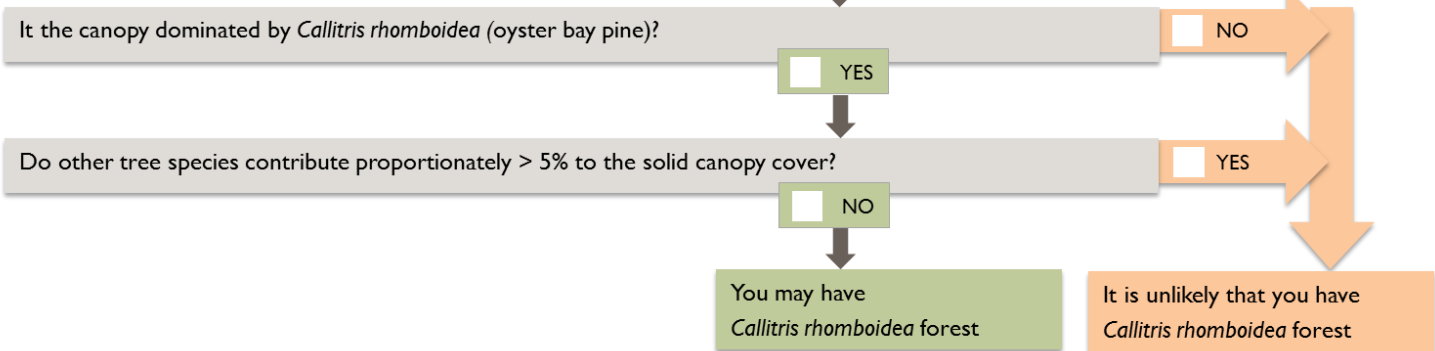 It the canopy dominated by Callitris rhomboidea (oyster bay pine)?
NO
YES
Do other tree species contribute proportionately > 5% to the solid canopy cover?
YES
NO
You may have
Callitris rhomboidea forest
It is unlikely that you have
Callitris rhomboidea forest